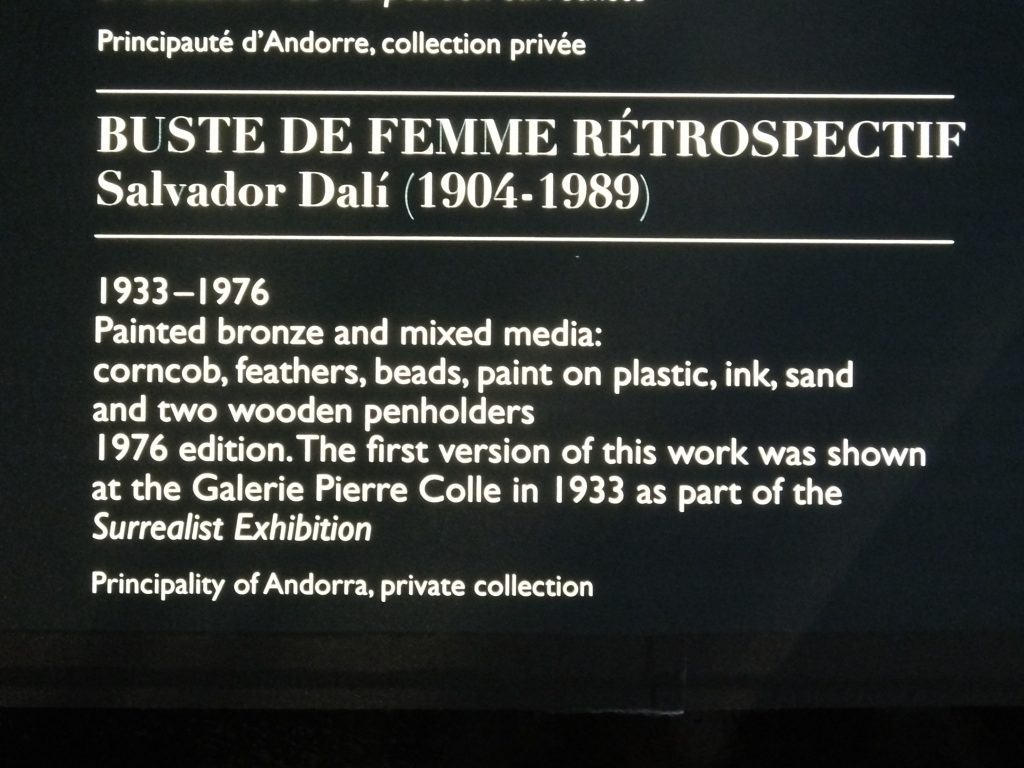 Principauté d'Andorre, collection privée
BUSTE DE FEMME RÉTROSPECTIF
Salvador Dalí (1904-1989)
1933–1976
Painted bronze and mixed media:
corncob, feathers, beads, paint on plastic, ink, sand
and two wooden penholders
1976 edition. The first version of this work was shown
at the Galerie Pierre Colle in 1933 as part of the
Surrealist Exhibition
Principality of Andorra, private collection